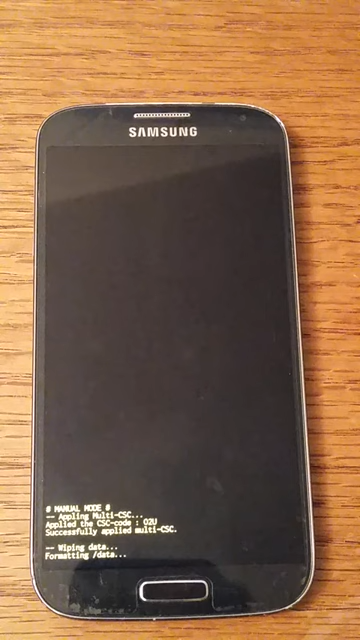 SAMSUNG
# MANUAL MODE #
-- Appling Multi-CSC...
Applied the CSC-code : O2U
Successfully applied multi-CSC.
-- Wiping data...
Formatting /data...